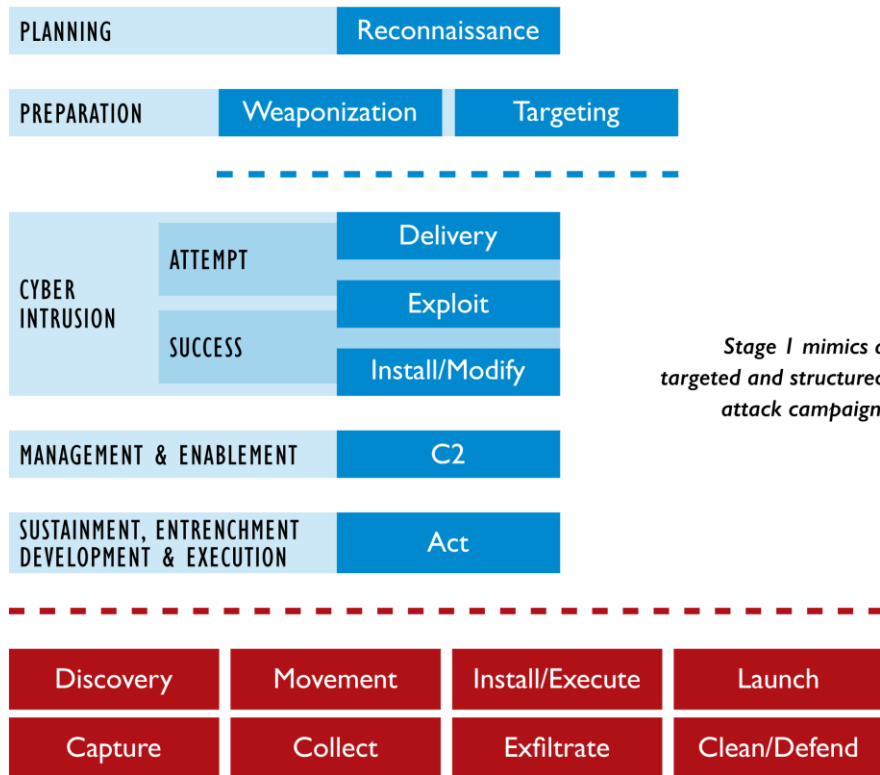 PLANNING
Reconnaissance
PREPARATION
Weaponization
Targeting
Delivery
ATTEMPT
CYBER
INTRUSION
Exploit
SUCCESS
Install/Modify
Stage 1 mimics a
targeted and structured
attack campaign
MANAGEMENT & ENABLEMENT
C2
SUSTAINMENT, ENTRENCHMENT
DEVELOPMENT & EXECUTION
Act
Discovery
Movement
Install/Execute
Launch
Capture
Collect
Exfiltrate
Clean/Defend